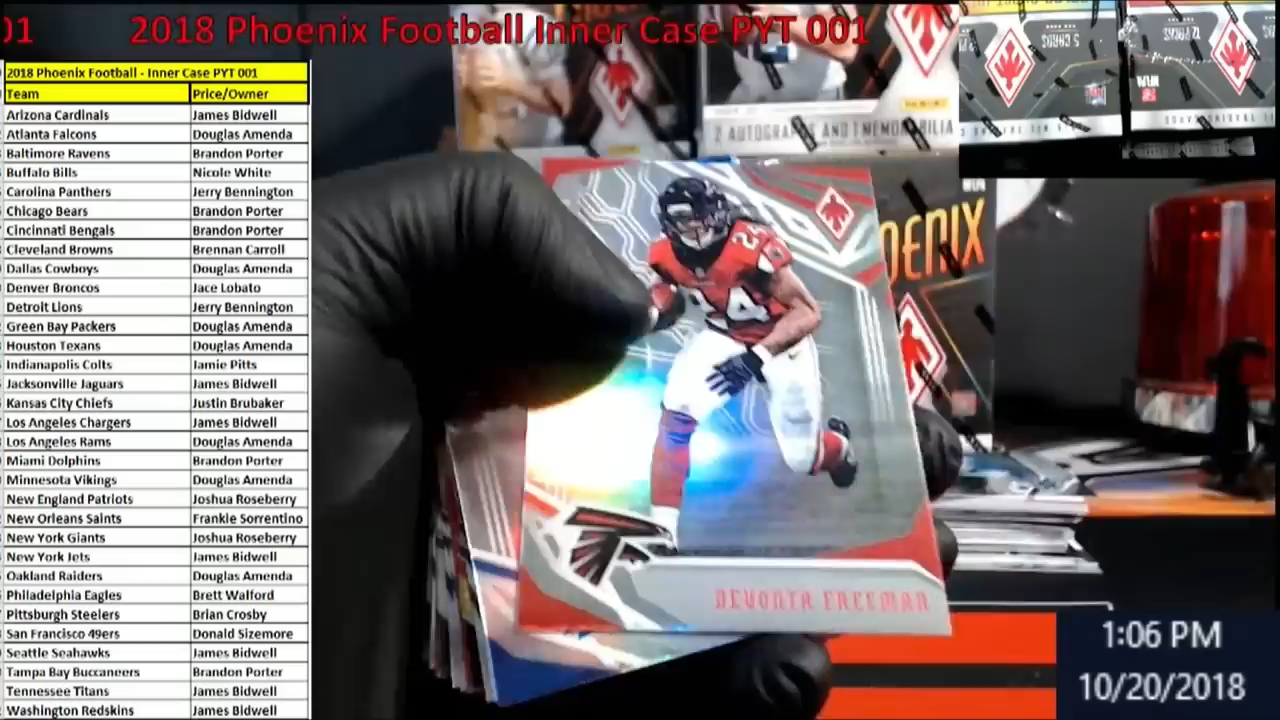 01 2018 Phoenix Football Inner Case PYT 001
2018 Phoenix Football - Inner Case PYT 001
Team Price/Owner
Arizona Cardinals James Bidwell
Atlanta Falcons Douglas Amenda
Baltimore Ravens Brandon Porter
Buffalo Bills Nicole White
Carolina Panthers Jerry Bennington
Chicago Bears Brandon Porter
Cincinnati Bengals Brandon Porter
Cleveland Browns Brennan Carroll
Dallas Cowboys Douglas Amenda
Denver Broncos Jace Lobato
Detroit Lions Jerry Bennington
Green Bay Packers Douglas Amenda
Houston Texans Douglas Amenda
Indianapolis Colts Jamie Pitts
Jacksonville Jaguars James Bidwell
Kansas City Chiefs Justin Brubaker
Los Angeles Chargers James Bidwell
Los Angeles Rams Douglas Amenda
Miami Dolphins Brandon Porter
Minnesota Vikings Douglas Amenda
New England Patriots Joshua Roseberry
New Orleans Saints Frankie Sorrentino
New York Giants Joshua Roseberry
New York Jets James Bidwell
Oakland Raiders Douglas Amenda
Philadelphia Eagles Brett Walford
Pittsburgh Steelers Brian Crosby
San Francisco 49ers Donald Sizemore
Seattle Seahawks James Bidwell
Tampa Bay Buccaneers Brandon Porter
Tennessee Titans James Bidwell
Washington Redskins James Bidwell
2 AUTOGRAPHS AND 1 MEMORABILIA
5 CARDS
12 PACKS
OENIX
24
24
DEVONTA FREEMAN
1:06 PM
10/20/2018